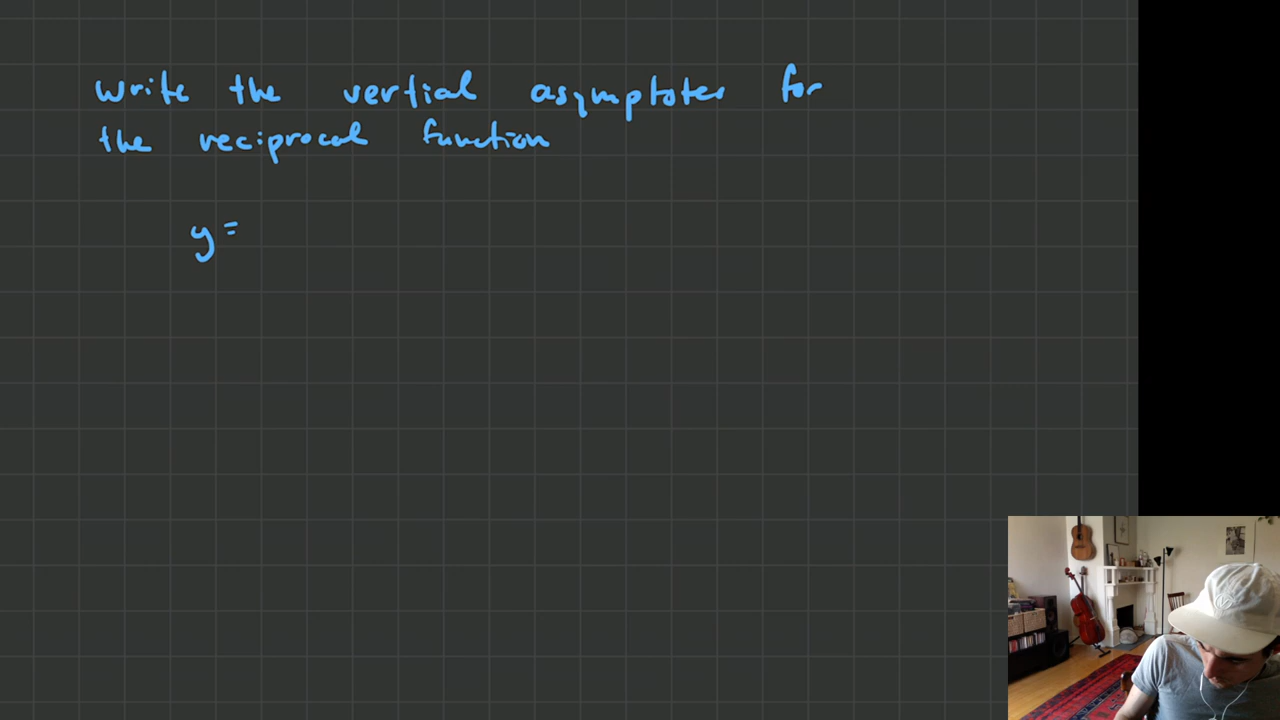 write the vertial asymptotes for
the reciprocal function
y =